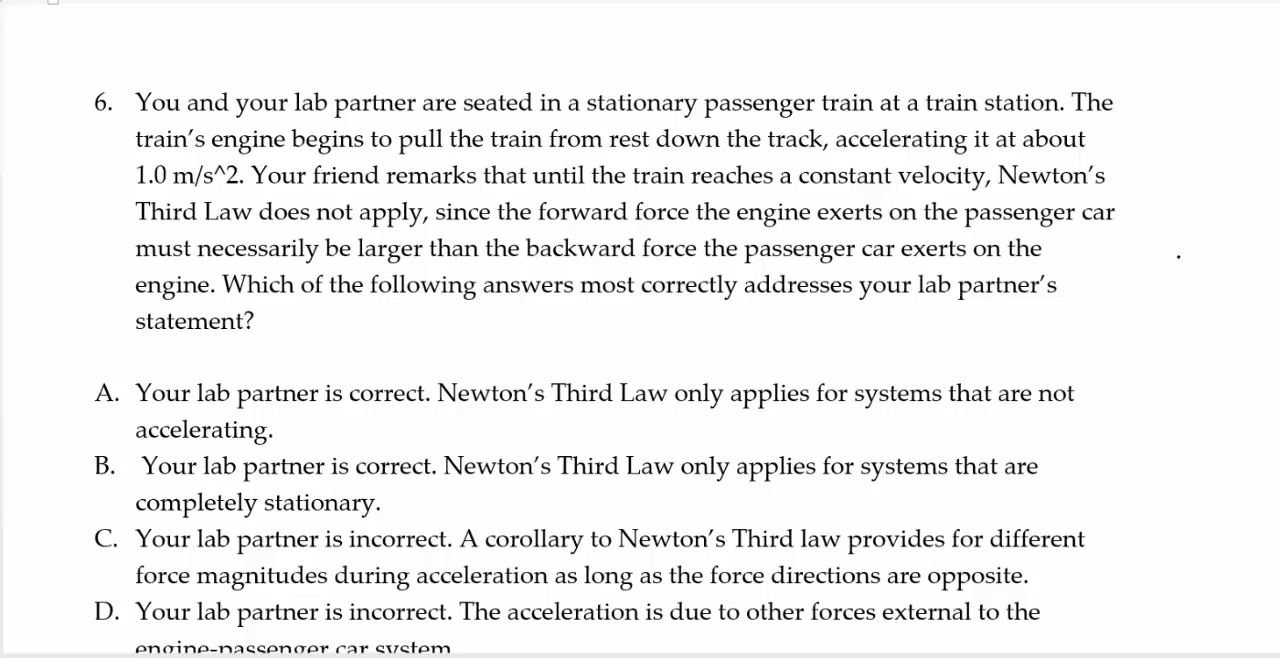 6. You and your lab partner are seated in a stationary passenger train at a train station. The
train’s engine begins to pull the train from rest down the track, accelerating it at about
1.0 m/s^2. Your friend remarks that until the train reaches a constant velocity, Newton’s
Third Law does not apply, since the forward force the engine exerts on the passenger car
must necessarily be larger than the backward force the passenger car exerts on the
engine. Which of the following answers most correctly addresses your lab partner’s
statement?
A. Your lab partner is correct. Newton’s Third Law only applies for systems that are not
accelerating.
B. Your lab partner is correct. Newton’s Third Law only applies for systems that are
completely stationary.
C. Your lab partner is incorrect. A corollary to Newton’s Third law provides for different
force magnitudes during acceleration as long as the force directions are opposite.
D. Your lab partner is incorrect. The acceleration is due to other forces external to the
engine-passenger car system